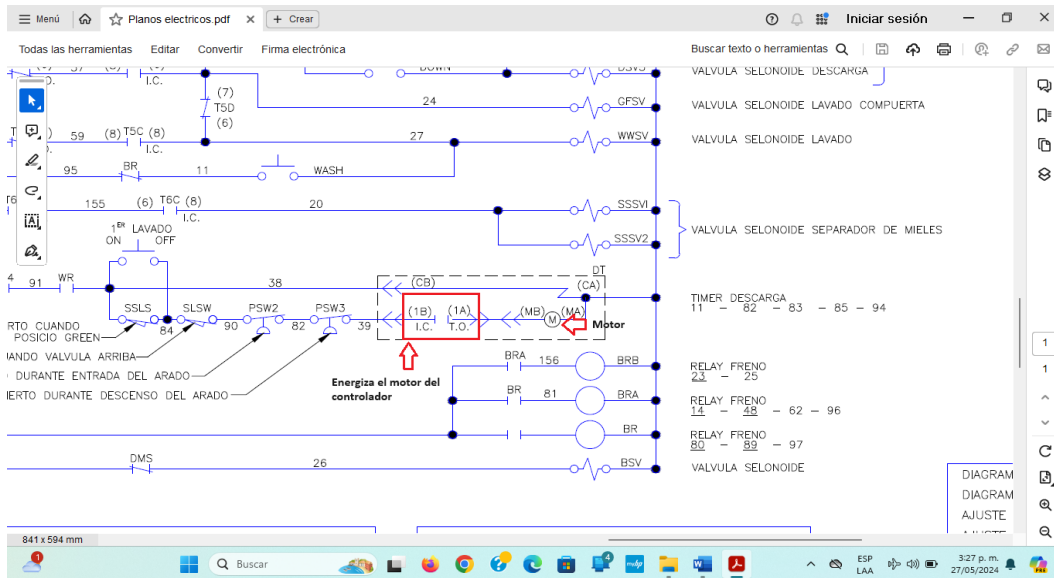 Menú
Planos electricos.pdf
+ Crear
Iniciar sesión
Todas las herramientas Editar Convertir Firma electrónica
Buscar texto o herramientas
I.C.
DOWN
VALVULA SELONOIDE DESCARGA
(7)
T5D
(6)
24
GFSV
VALVULA SELONOIDE LAVADO COMPUERTA
59 (8) T5C (8)
I.C.
27
WWSV
VALVULA SELONOIDE LAVADO
95 BR 11 WASH
155 (6) T6C (8)
I.C.
20
SSSV1
SSSV2
VALVULA SELONOIDE SEPARADOR DE MIELES
1ER LAVADO
ON OFF
91 WR 38 (CB) DT
(CA)
TIMER DESCARGA
11 – 82 – 83 – 85 – 94
SSLS 84 SLSW 90 PSW2 82 PSW3 39 (1B) (1A) (MB) M (MA)
I.C. T.O.
Motor
RTO CUANDO
POSICIO GREEN
ANDO VALVULA ARRIBA
DURANTE ENTRADA DEL ARADO
IERTO DURANTE DESCENSO DEL ARADO
Energiza el motor del
controlador
BRA 156 BRB
RELAY FRENO
23 – 25
BR 81 BRA
RELAY FRENO
14 – 48 – 62 – 96
BR
RELAY FRENO
80 – 89 – 97
DMS 26 BSV
VALVULA SELONOIDE
DIAGRAM
DIAGRAM
AJUSTE
1
1
841 x 594 mm
1
Buscar
4
ESP
LAA
3:27 p. m.
27/05/2024